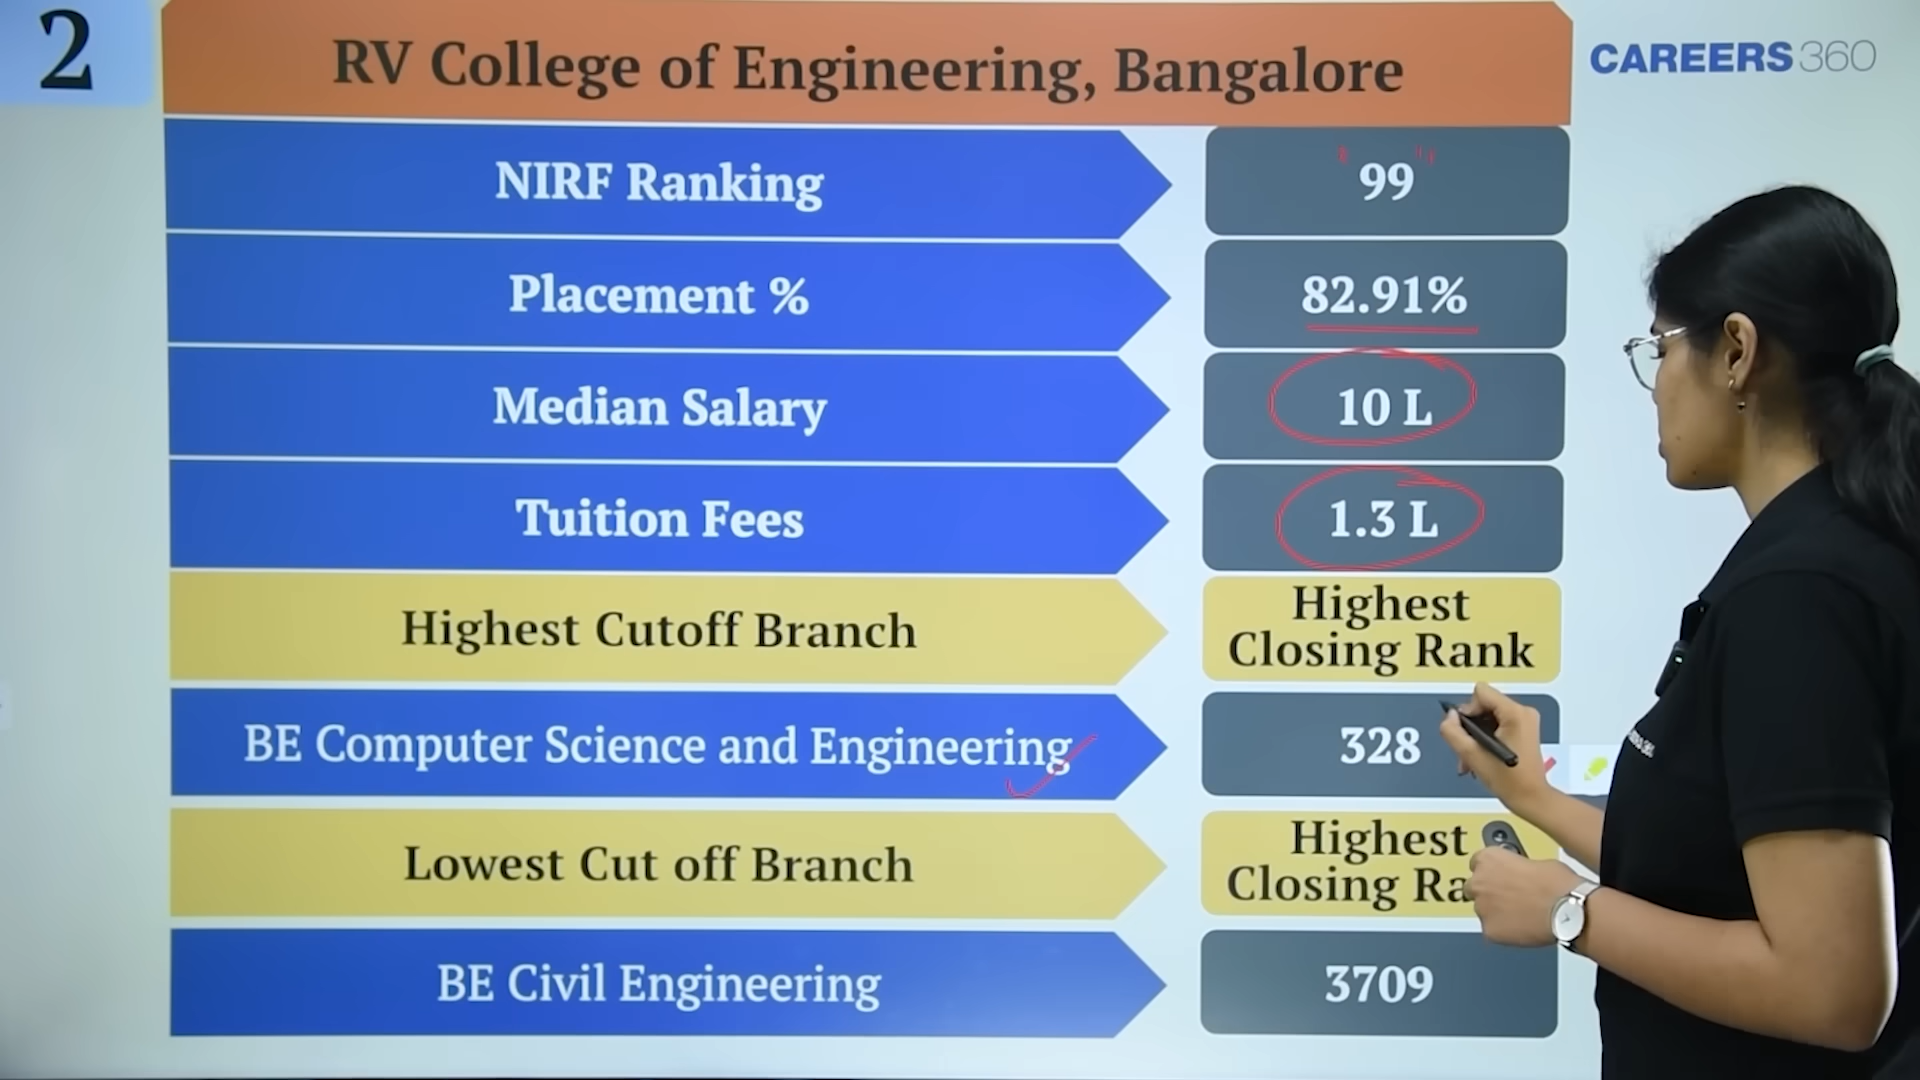 2
RV College of Engineering, Bangalore
CAREERS360
NIRF Ranking
99
Placement %
82.91%
Median Salary
10 L
Tuition Fees
1.3 L
Highest Cutoff Branch
Highest
Closing Rank
BE Computer Science and Engineering
328
Lowest Cut off Branch
Highest
Closing Ra
BE Civil Engineering
3709